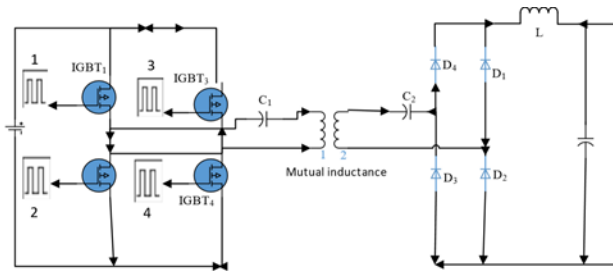 1
IGBT1
3
IGBT3
C1
C2
D4
D1
L
1 2
Mutual inductance
D3
D2
2
4
IGBT4